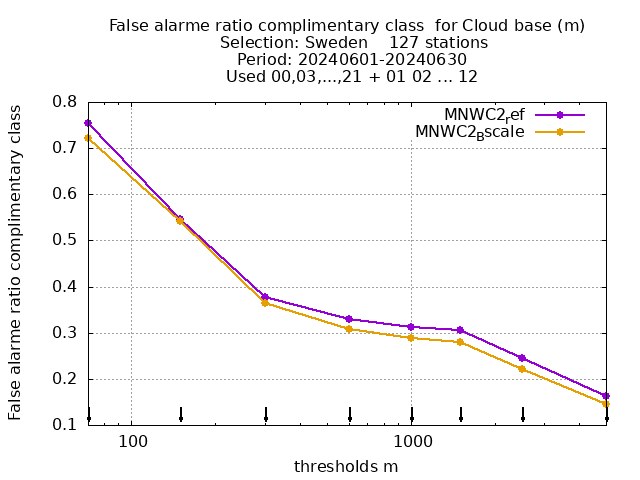 False alarme ratio complimentary class  for Cloud base (m)
Selection: Sweden    127 stations
Period: 20240601-20240630
Used 00,03,...,21 + 01 02 ... 12
False alarme ratio complimentary class
0.8
0.7
0.6
0.5
0.4
0.3
0.2
0.1
MNWC2ref
MNWC2Bscale
100
1000
thresholds m